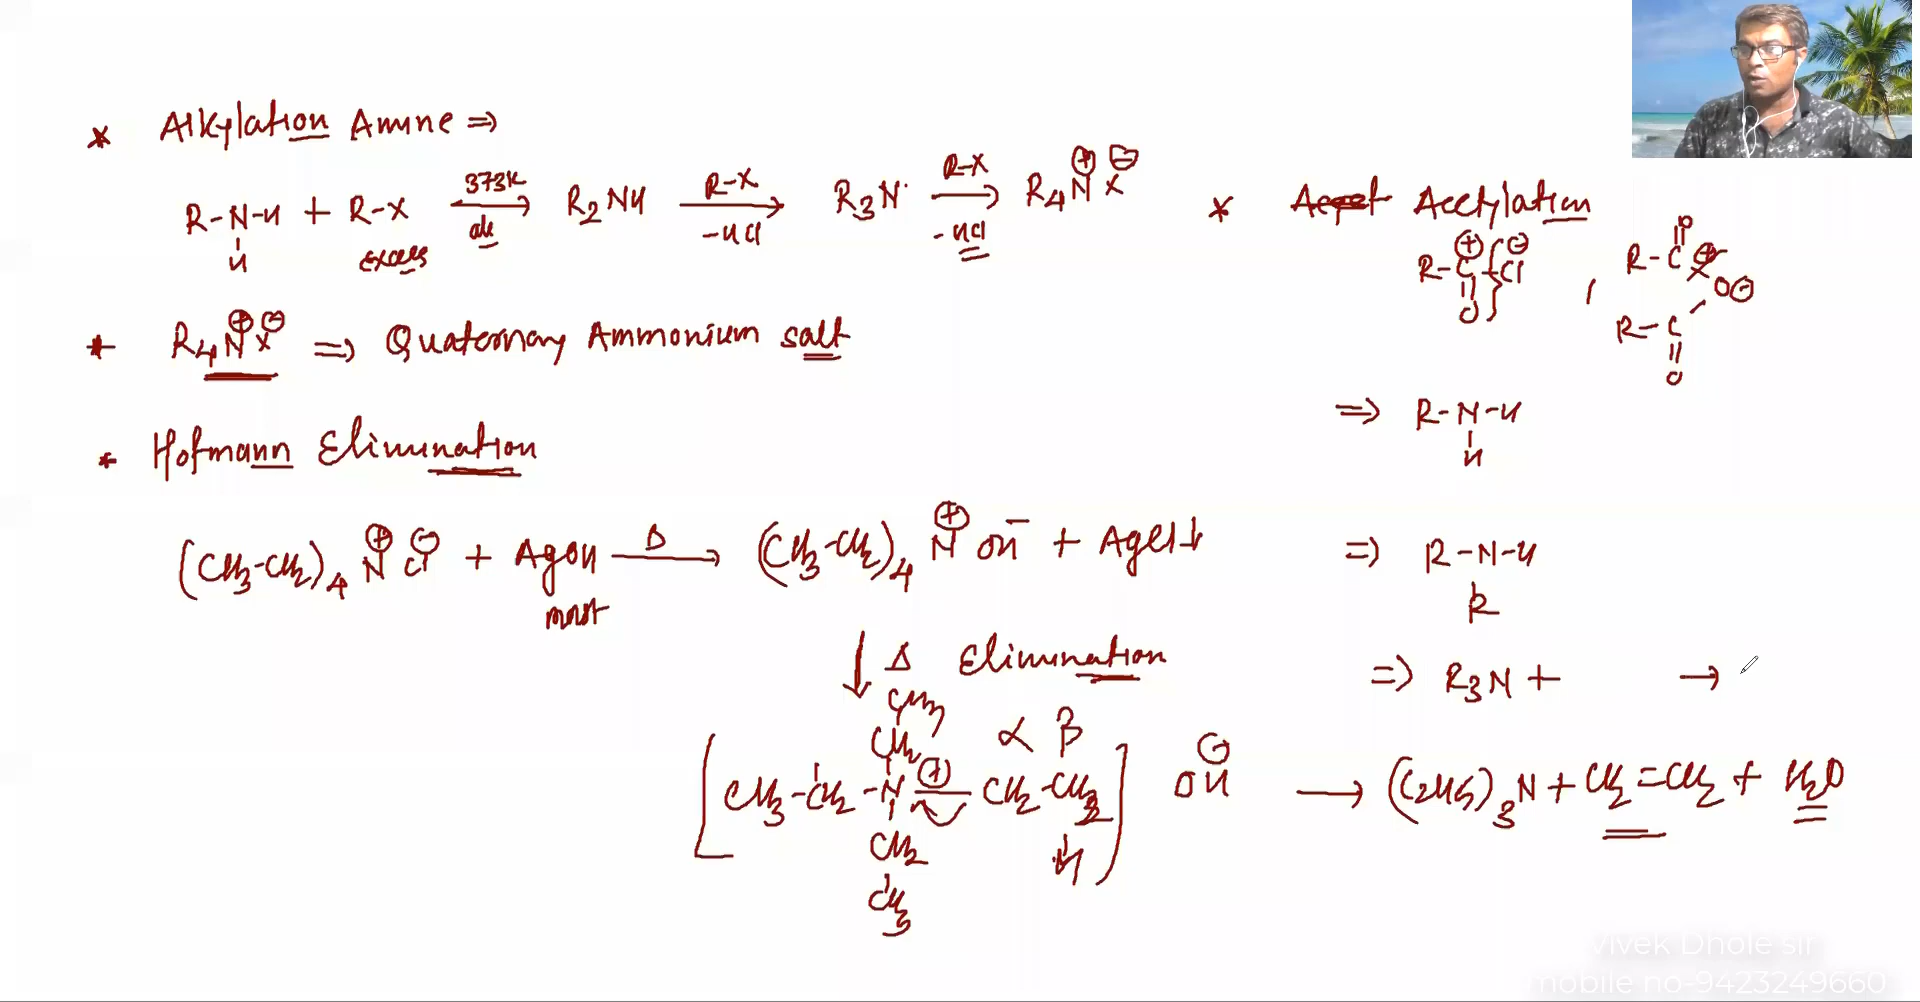 * Alkylation Amine ⇒
R-N-H + R-X 373K → R2NH R-X → R3N R-X → R4N⊕ X⊖
H excess alc -HCl -HCl
* R4N⊕ X⊖ ⇒ Quaternary Ammonium salt
* Hofmann Elimination
(CH3-CH2)4 N⊕ Cl⊖ + AgOH Δ → (CH3-CH2)4 N⊕ OH⁻ + AgCl↓
moist
↓ Δ Elimination
CH3
CH2 α β
[CH3-CH2-N⊕-CH2-CH2] OH⊖ → (C2H5)3N + CH2=CH2 + H2O
CH2 H
CH3
* Acetylation
R-C⊕-Cl⊖ , R-C⊕ O⊖
O O
R-C
O
⇒ R-N-H
H
⇒ R-N-H
R
⇒ R3N + →
Vivek Dhole sir
mobile no-9423249660